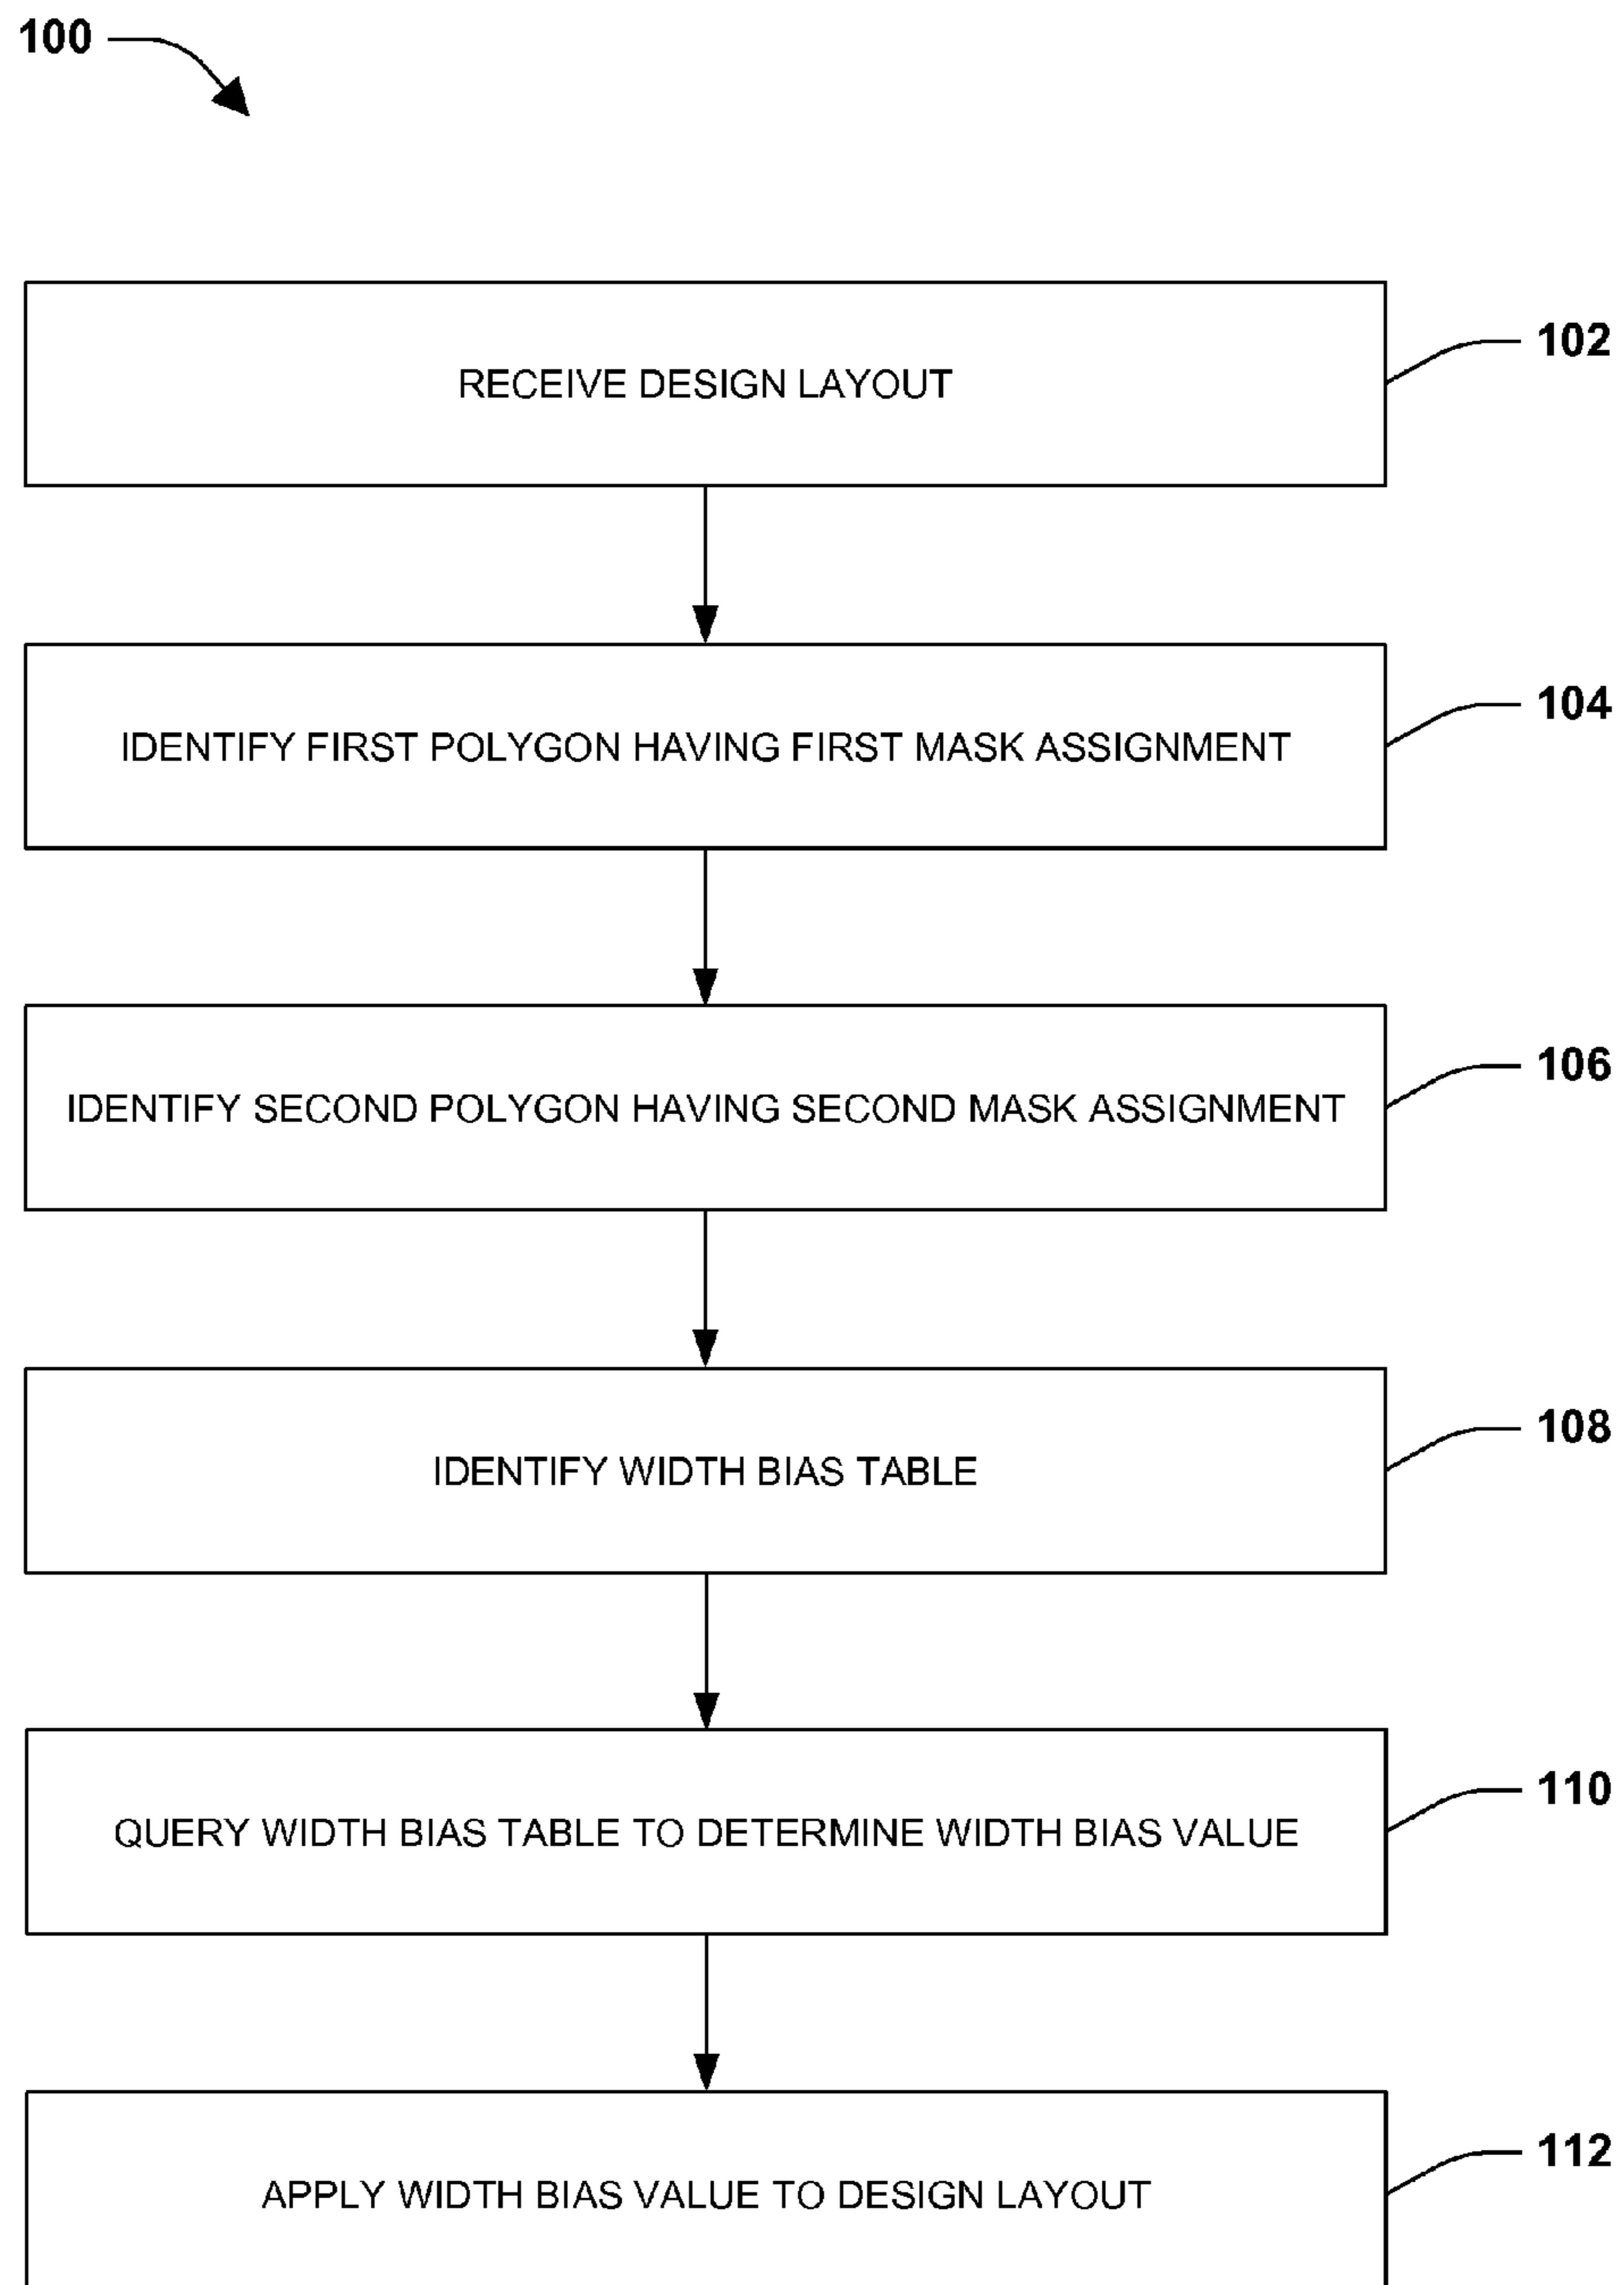 100
RECEIVE DESIGN LAYOUT
102
IDENTIFY FIRST POLYGON HAVING FIRST MASK ASSIGNMENT
104
IDENTIFY SECOND POLYGON HAVING SECOND MASK ASSIGNMENT
106
IDENTIFY WIDTH BIAS TABLE
108
QUERY WIDTH BIAS TABLE TO DETERMINE WIDTH BIAS VALUE
110
APPLY WIDTH BIAS VALUE TO DESIGN LAYOUT
112